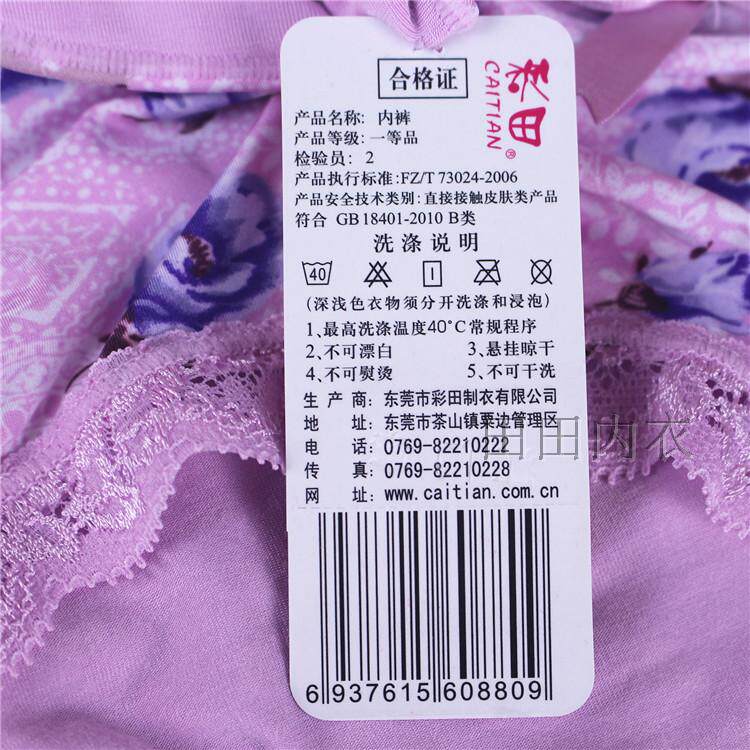 彩田
CAITIAN®
合格证
产品名称: 内裤
产品等级: 一等品
检验员: 2
产品执行标准:FZ/T 73024-2006
产品安全技术类别:直接接触皮肤类产品
符合 GB 18401-2010 B类
洗涤说明
40
(深浅色衣物须分开洗涤和浸泡)
1、最高洗涤温度40°C常规程序
2、不可漂白 3、悬挂晾干
4、不可熨烫 5、不可干洗
生产商:东莞市彩田制衣有限公司
地址:东莞市茶山镇粟边管理区
电话:0769-82210222
传真:0769-82210228
网址:www.caitian.com.cn
田田内衣
6 937615 608809